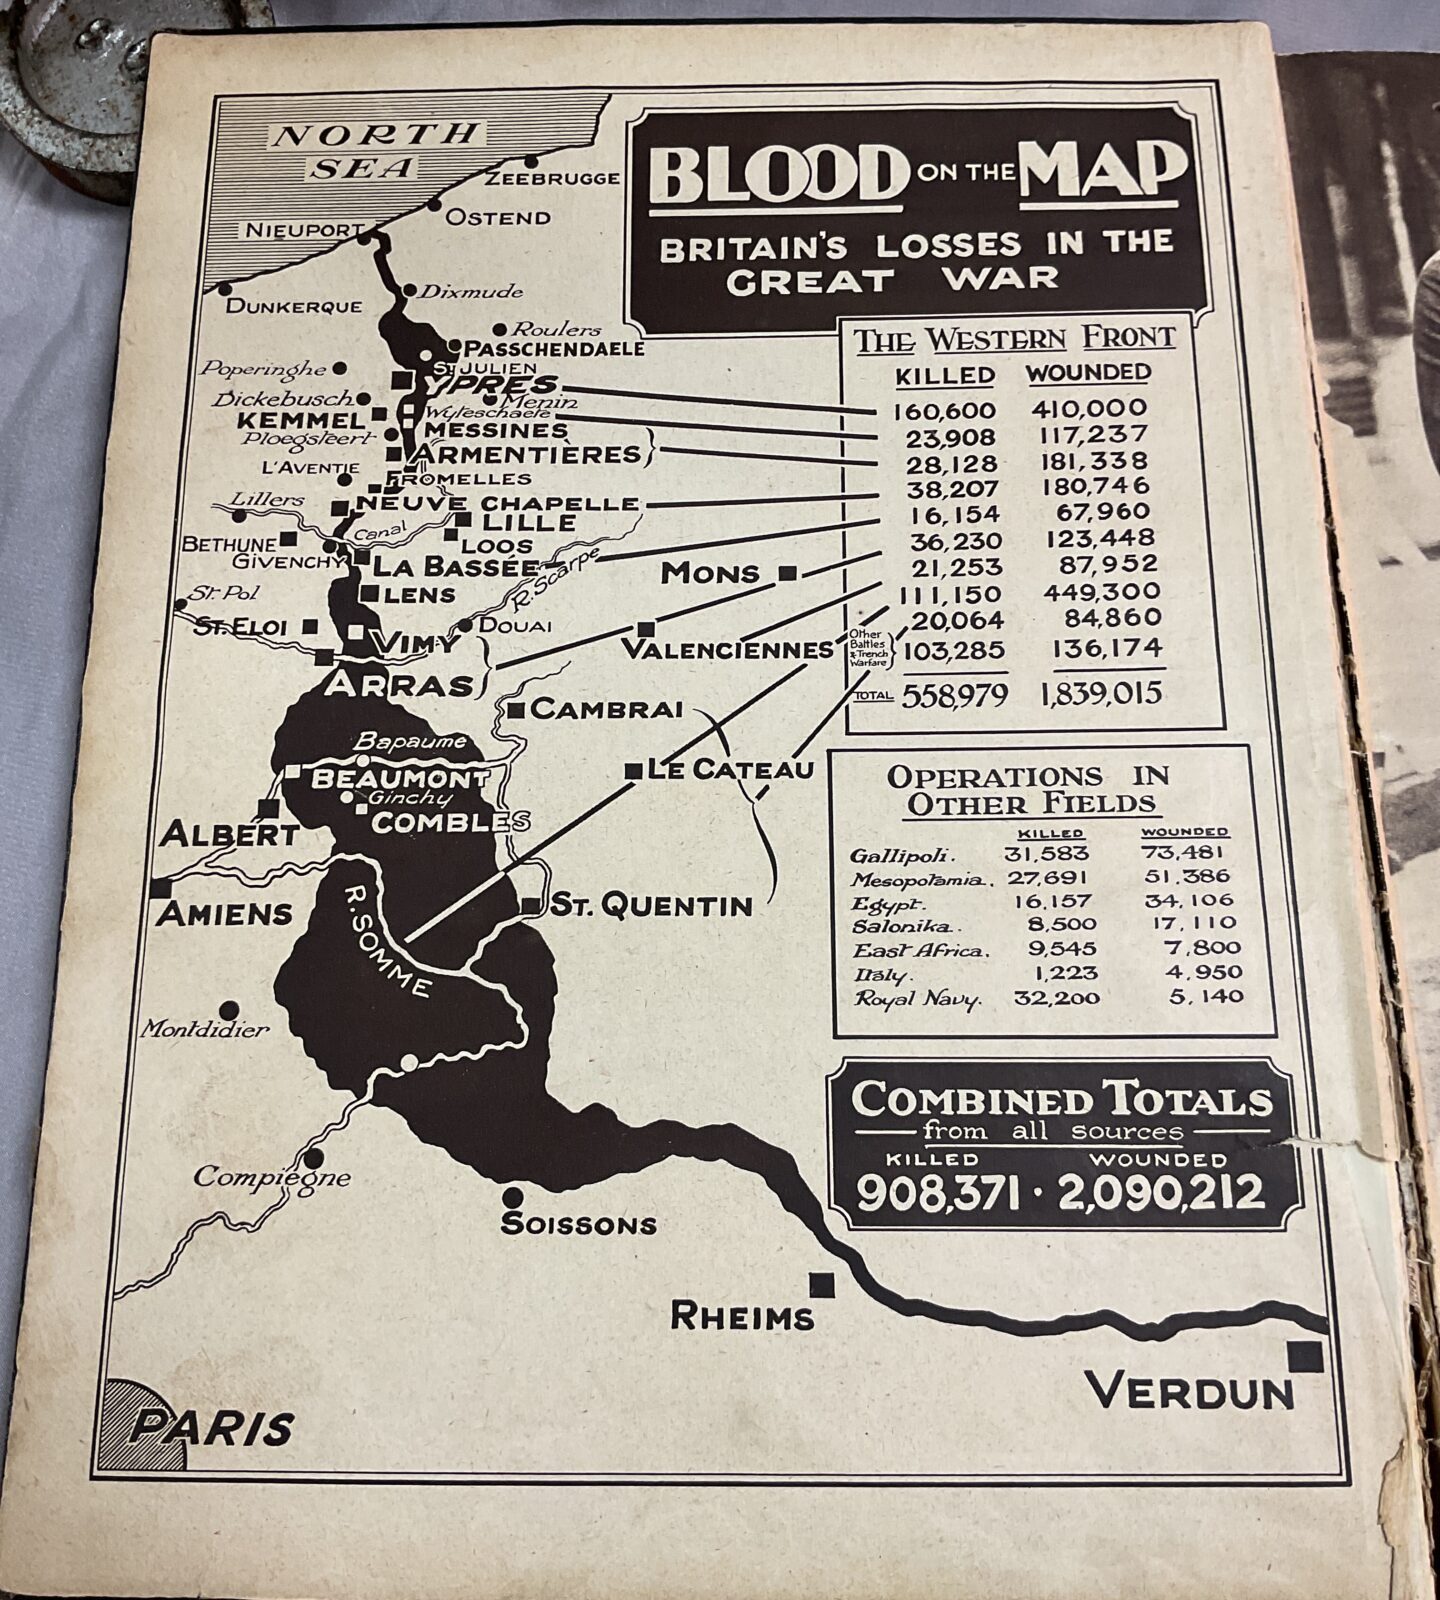 BLOOD ON THE MAP
BRITAIN'S LOSSES IN THE
GREAT WAR
NORTH
SEA
ZEEBRUGGE
OSTEND
NIEUPORT
DUNKERQUE
Dixmude
Roulers
PASSCHENDAELE
ST JULIEN
Poperinghe
YPRES
Menin
Dickebusch
Wyteschaete
KEMMEL
MESSINES
Ploegsteert
ARMENTIÈRES
L'AVENTIE
FROMELLES
Lillers
NEUVE CHAPELLE
Canal
LILLE
BETHUNE
LOOS
GIVENCHY
LA BASSÉE
R. Scarpe
MONS
St. Pol
LENS
ST. ELOI
DOUAI
VIMY
VALENCIENNES
ARRAS
CAMBRAI
Bapaume
LE CATEAU
BEAUMONT
Ginchy
ALBERT
COMBLES
AMIENS
ST. QUENTIN
R. SOMME
Montdidier
Compiègne
SOISSONS
RHEIMS
VERDUN
PARIS
THE WESTERN FRONT
KILLED WOUNDED
160,600 410,000
23,908 117,237
28,128 181,338
38,207 180,746
16,154 67,960
36,230 123,448
21,253 87,952
111,150 449,300
20,064 84,860
Other
Battles
& Trench
Warfare
103,285 136,174
TOTAL 558,979 1,839,015
OPERATIONS IN
OTHER FIELDS
KILLED WOUNDED
Gallipoli. 31,583 73,481
Mesopotamia. 27,691 51,386
Egypt. 16,157 34,106
Salonika. 8,500 17,110
East Africa. 9,545 7,800
Italy. 1,223 4,950
Royal Navy. 32,200 5,140
COMBINED TOTALS
from all sources
KILLED WOUNDED
908,371 · 2,090,212